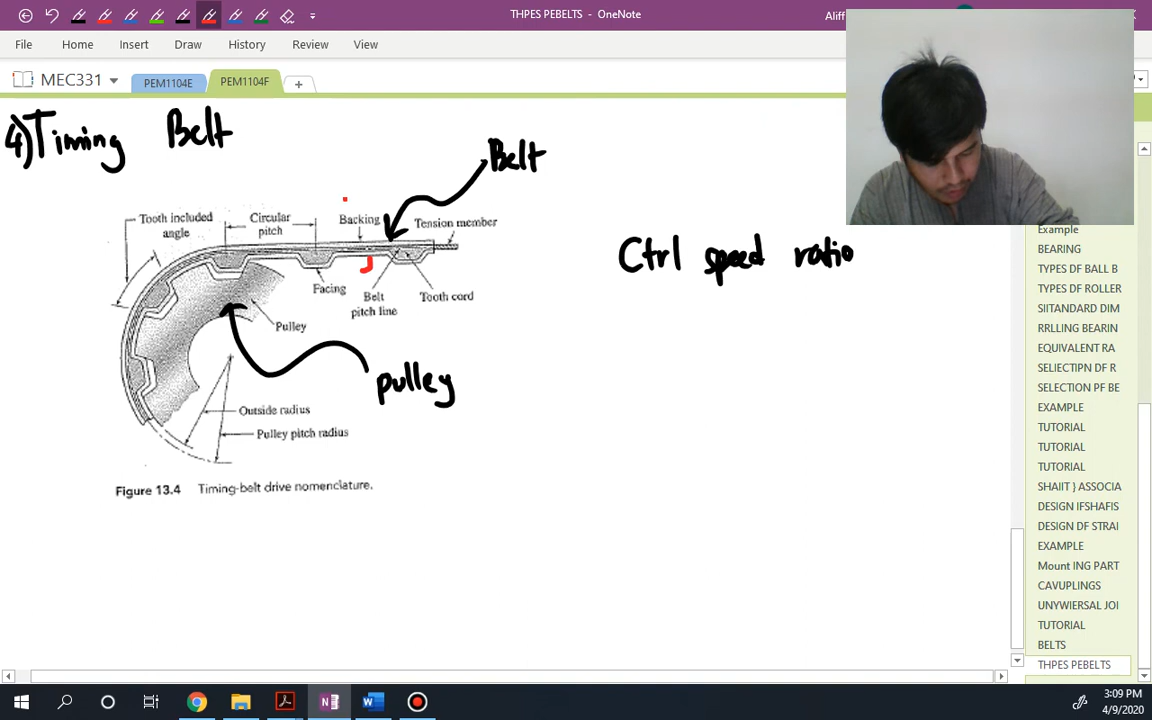 THPES PEBELTS - OneNote
Aliff
File Home Insert Draw History Review View
MEC331 PEM1104E PEM1104F
4) Timing Belt
Belt
Tooth included angle
Circular pitch
Backing
Tension member
Facing
Belt pitch line
Tooth cord
Pulley
pulley
Outside radius
Pulley pitch radius
Figure 13.4 Timing-belt drive nomenclature.
Ctrl speed ratio
Example
BEARING
TYPES DF BALL B
TYPES DF ROLLER
SIITANDARD DIM
RRLLING BEARIN
EQUIVALENT RA
SELIECTIPN DF R
SELECTION PF BE
EXAMPLE
TUTORIAL
TUTORIAL
TUTORIAL
SHAIIT } ASSOCIA
DESIGN IFSHAFIS
DESIGN DF STRAI
EXAMPLE
Mount ING PART
CAVUPLINGS
UNYWIERSAL JOI
TUTORIAL
BELTS
THPES PEBELTS
3:09 PM
4/9/2020